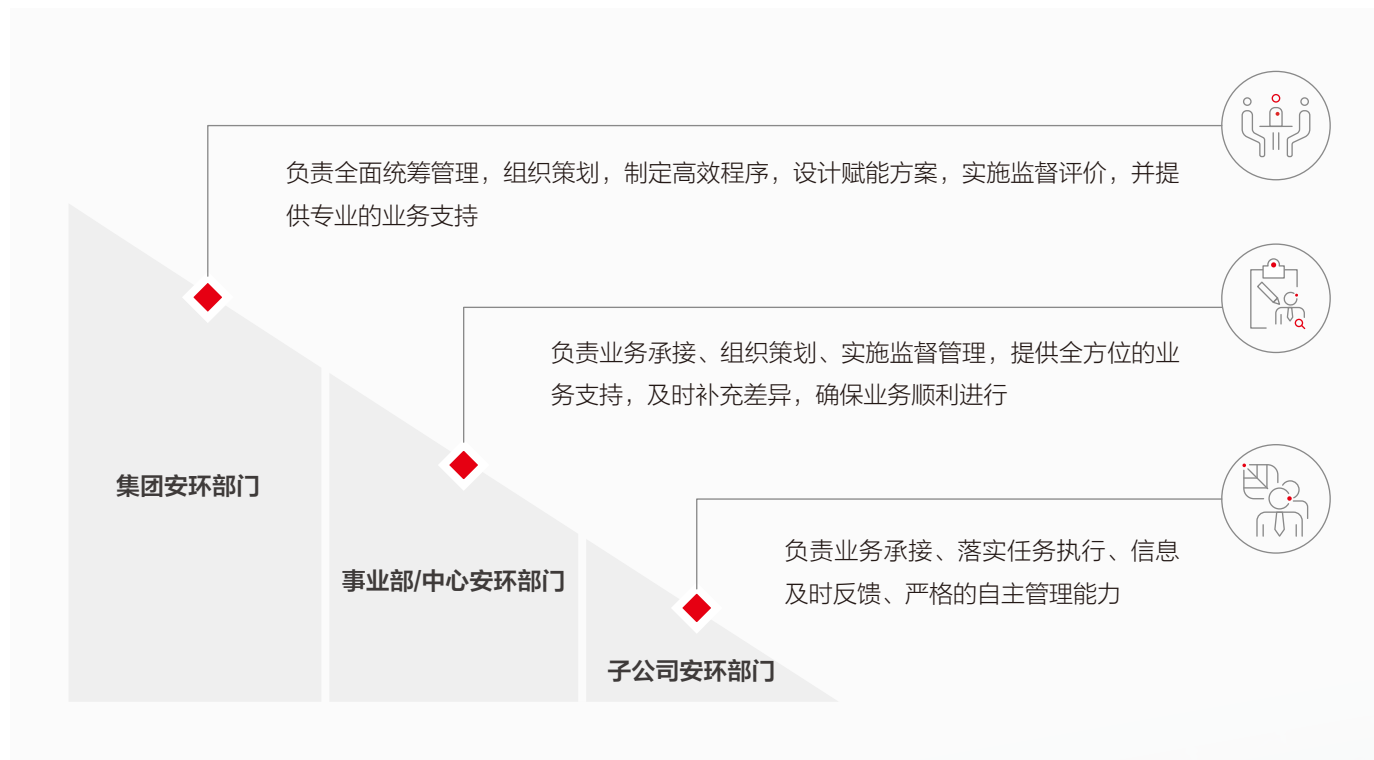 负责全面统筹管理，组织策划，制定高效程序，设计赋能方案，实施监督评价，并提
供专业的业务支持
负责业务承接、组织策划、实施监督管理，提供全方位的业
务支持，及时补充差异，确保业务顺利进行
集团安环部门
负责业务承接、落实任务执行、信息
及时反馈、严格的自主管理能力
事业部/中心安环部门
子公司安环部门